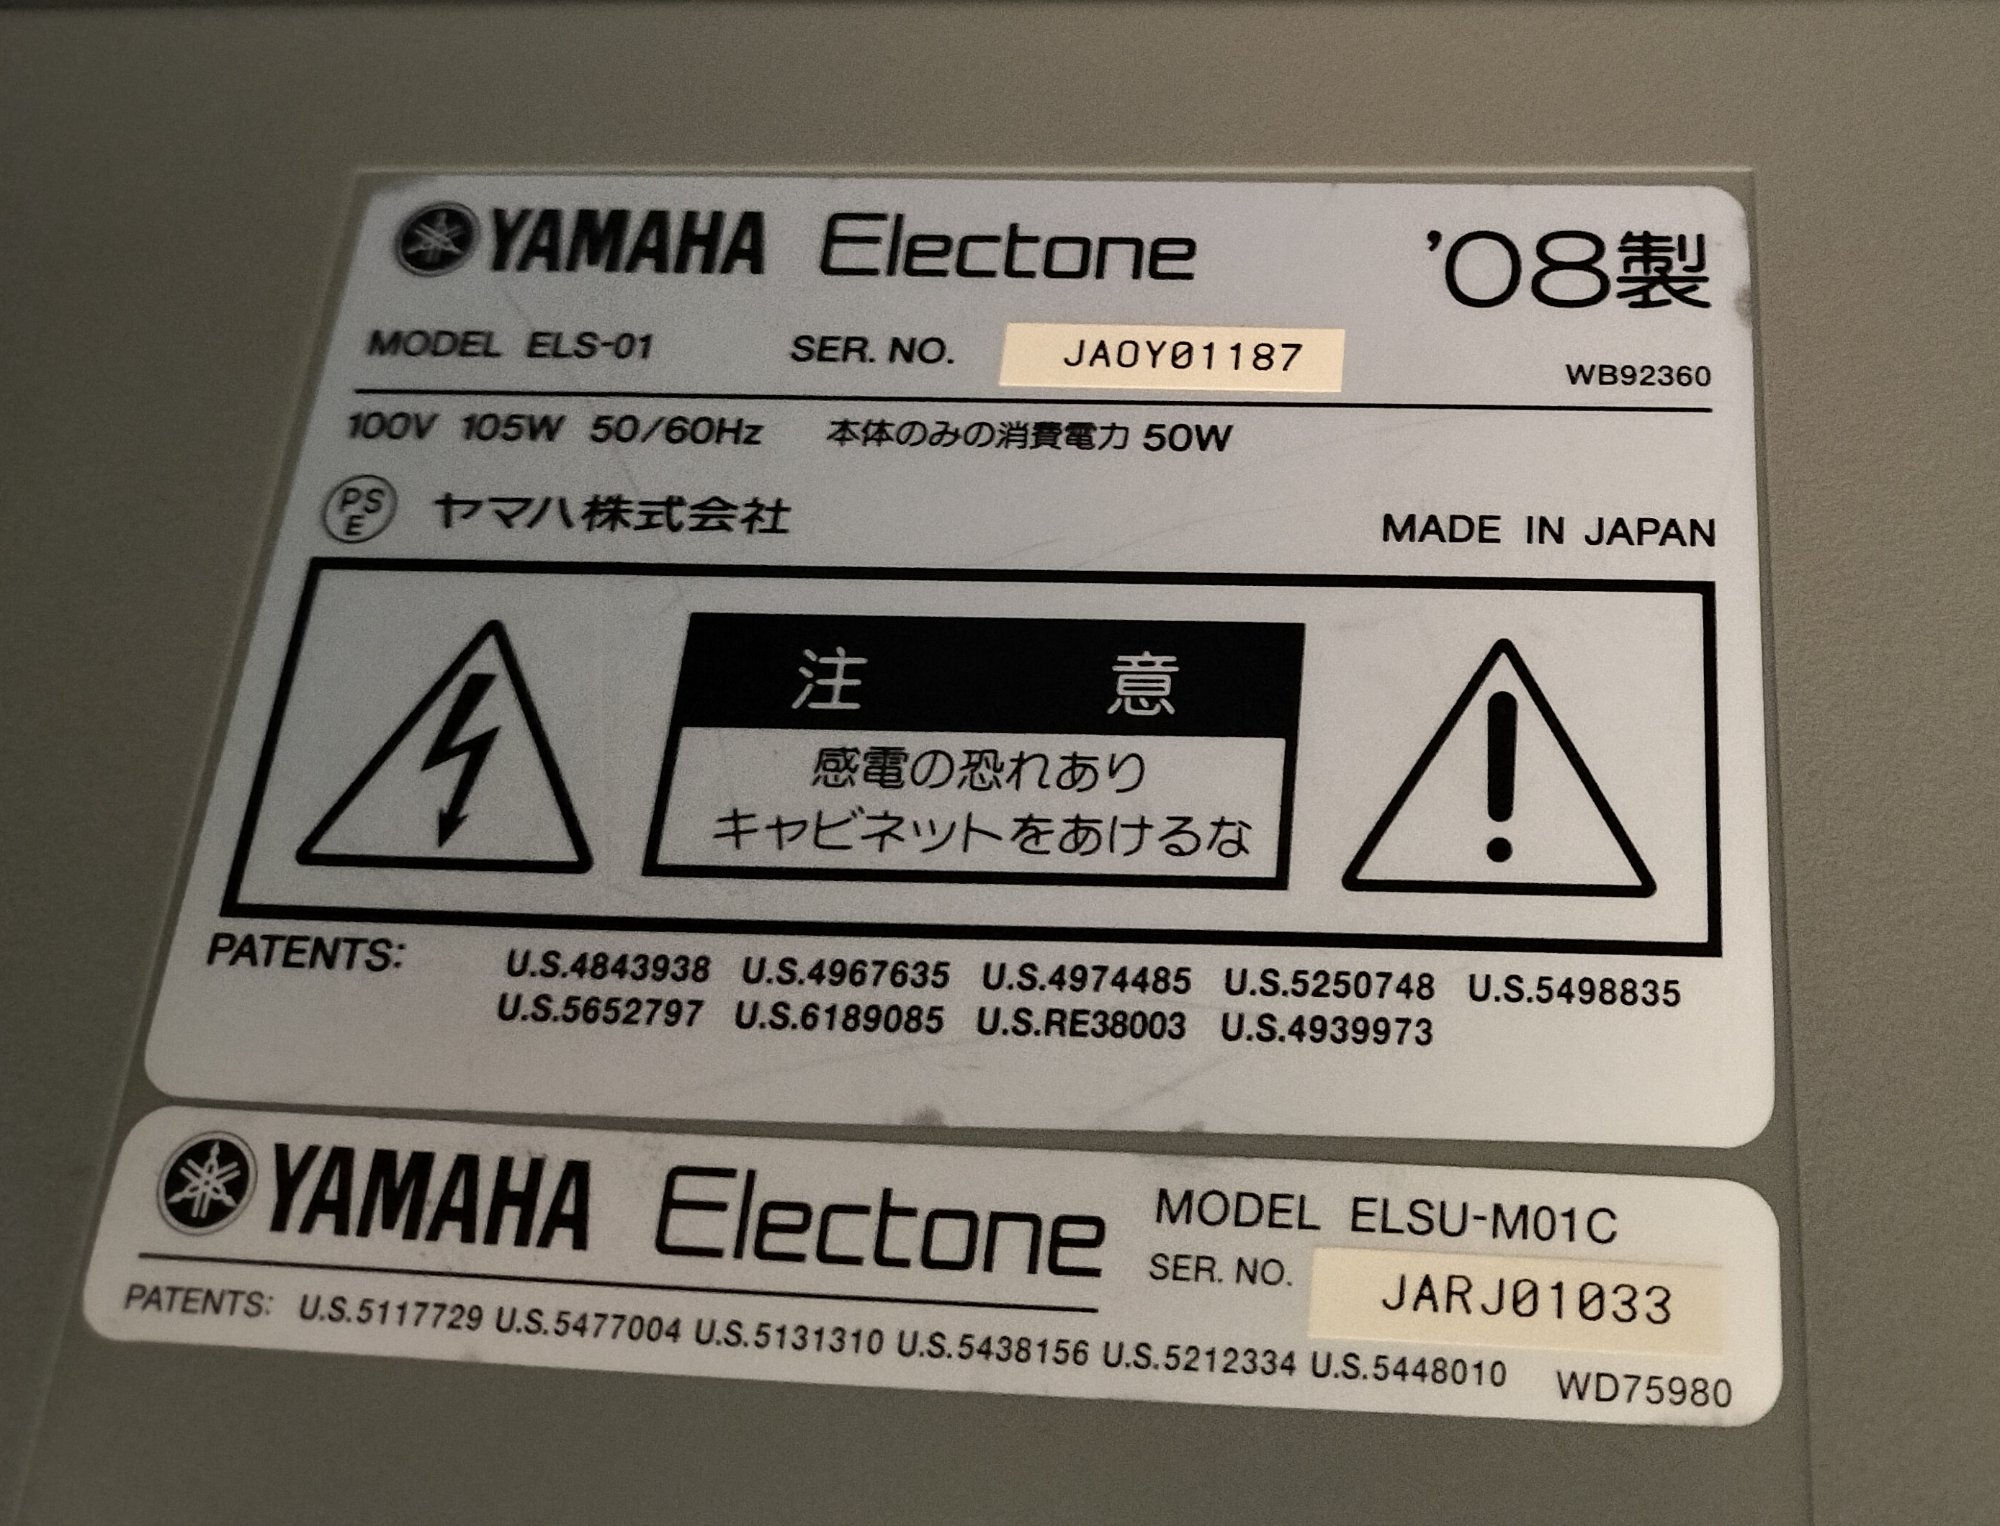 YAMAHA Electone '08製
MODEL ELS-01 SER. NO. JAOY01187 WB92360
100V 105W 50/60Hz 本体のみの消費電力 50W
PSE ヤマハ株式会社 MADE IN JAPAN
注意
感電の恐れあり
キャビネットをあけるな
PATENTS: U.S.4843938 U.S.4967635 U.S.4974485 U.S.5250748 U.S.5498835
U.S.5652797 U.S.6189085 U.S.RE38003 U.S.4939973
YAMAHA Electone MODEL ELSU-M01C
SER. NO. JARJ01033
PATENTS: U.S.5117729 U.S.5477004 U.S.5131310 U.S.5438156 U.S.5212334 U.S.5448010 WD75980